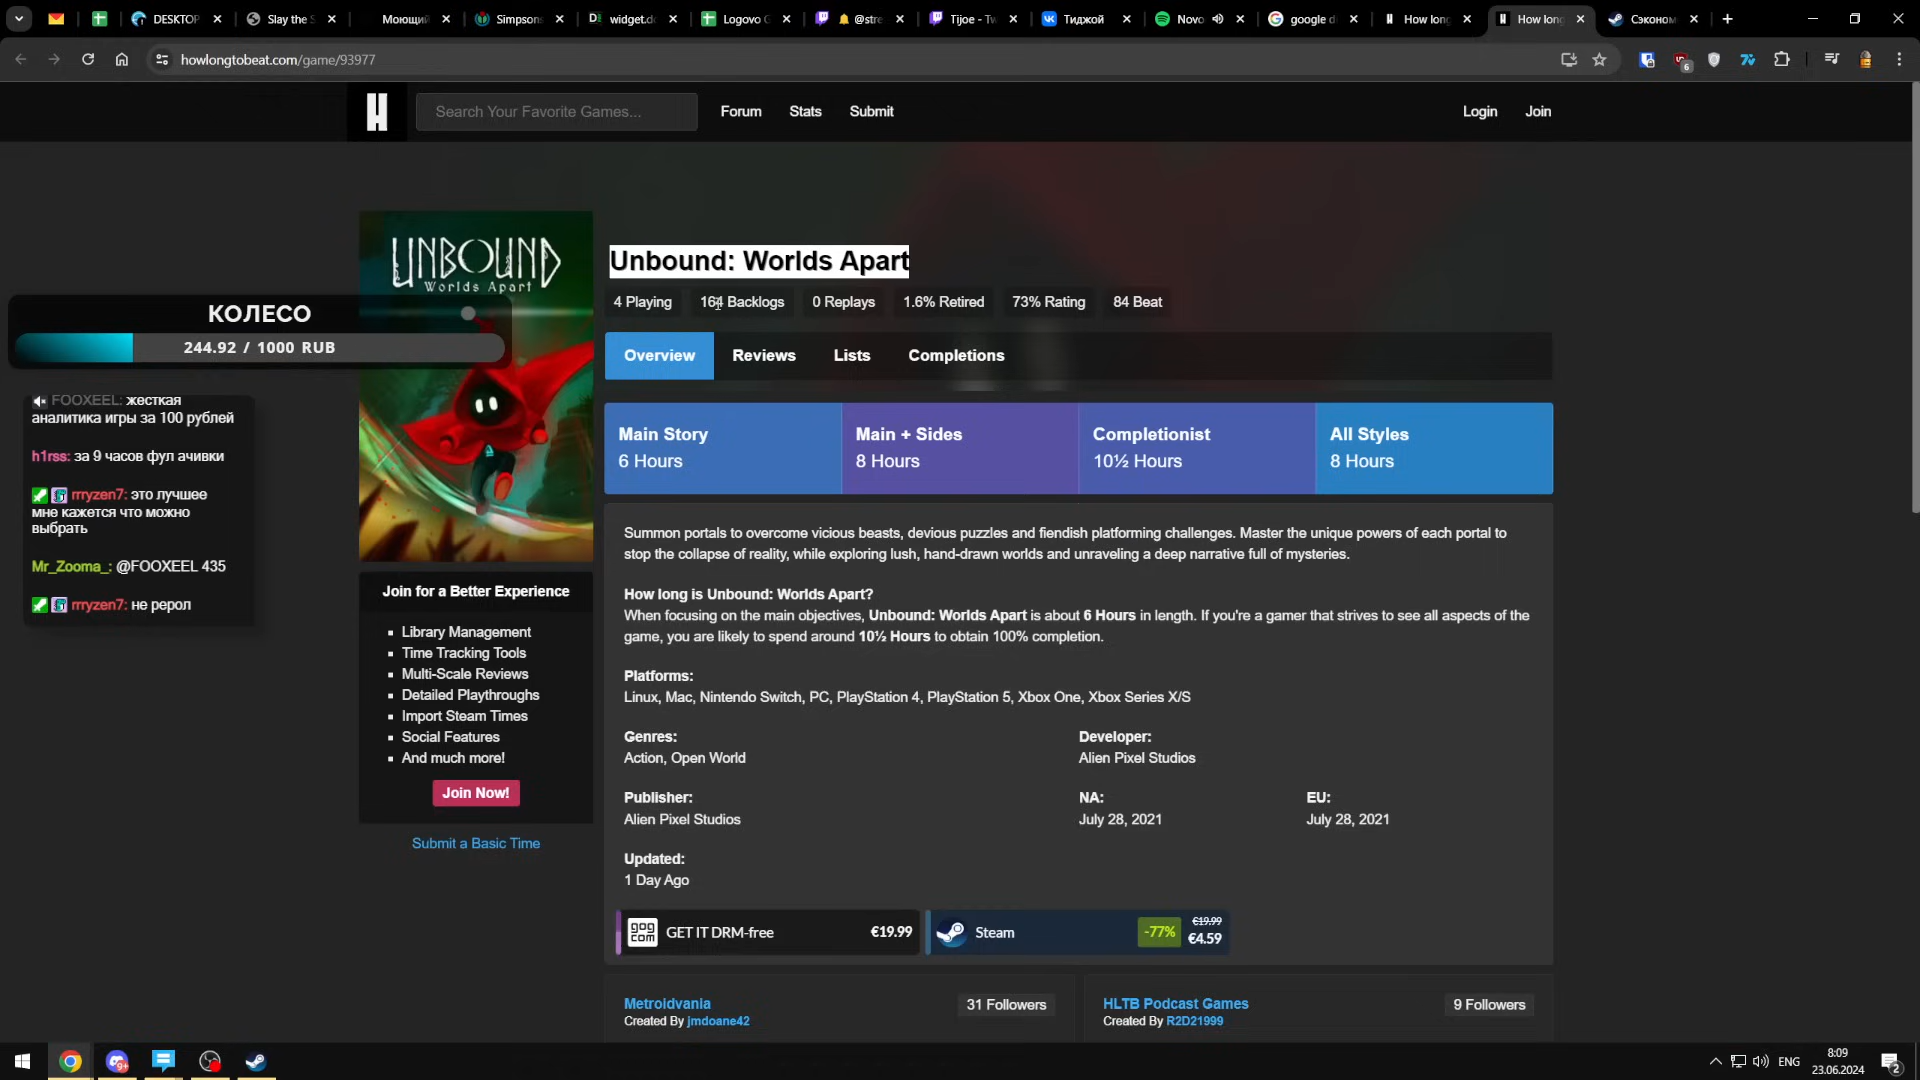 DESKTOP
Slay the S
Моющий
Simpsons
widget.da
Logovo G
@stre
Tijoe - Tw
Тиджой
Novo
google d
How long
How long
Сэконом
howlongtobeat.com/game/93977
6
Search Your Favorite Games...
Forum
Stats
Submit
Login
Join
UNBOUND
Worlds Apart
Unbound: Worlds Apart
4 Playing
164 Backlogs
0 Replays
1.6% Retired
73% Rating
84 Beat
КОЛЕСО
244.92 / 1000 RUB
Overview
Reviews
Lists
Completions
FOOXEEL: жесткая
аналитика игры за 100 рублей
h1rss: за 9 часов фул ачивки
rrryzen7: это лучшее
мне кажется что можно
выбрать
Mr_Zooma_: @FOOXEEL 435
rrryzen7: не рерол
Main Story
6 Hours
Main + Sides
8 Hours
Completionist
10½ Hours
All Styles
8 Hours
Summon portals to overcome vicious beasts, devious puzzles and fiendish platforming challenges. Master the unique powers of each portal to
stop the collapse of reality, while exploring lush, hand-drawn worlds and unraveling a deep narrative full of mysteries.
How long is Unbound: Worlds Apart?
When focusing on the main objectives, Unbound: Worlds Apart is about 6 Hours in length. If you're a gamer that strives to see all aspects of the
game, you are likely to spend around 10½ Hours to obtain 100% completion.
Platforms:
Linux, Mac, Nintendo Switch, PC, PlayStation 4, PlayStation 5, Xbox One, Xbox Series X/S
Genres:
Action, Open World
Developer:
Alien Pixel Studios
Publisher:
Alien Pixel Studios
NA:
July 28, 2021
EU:
July 28, 2021
Updated:
1 Day Ago
Join for a Better Experience
Library Management
Time Tracking Tools
Multi-Scale Reviews
Detailed Playthroughs
Import Steam Times
Social Features
And much more!
Join Now!
Submit a Basic Time
GOG
COM
GET IT DRM-free
€19.99
Steam
-77%
€19.99
€4.59
Metroidvania
Created By jmdoane42
31 Followers
HLTB Podcast Games
Created By R2D21999
9 Followers
9+
ENG
8:09
23.06.2024
2